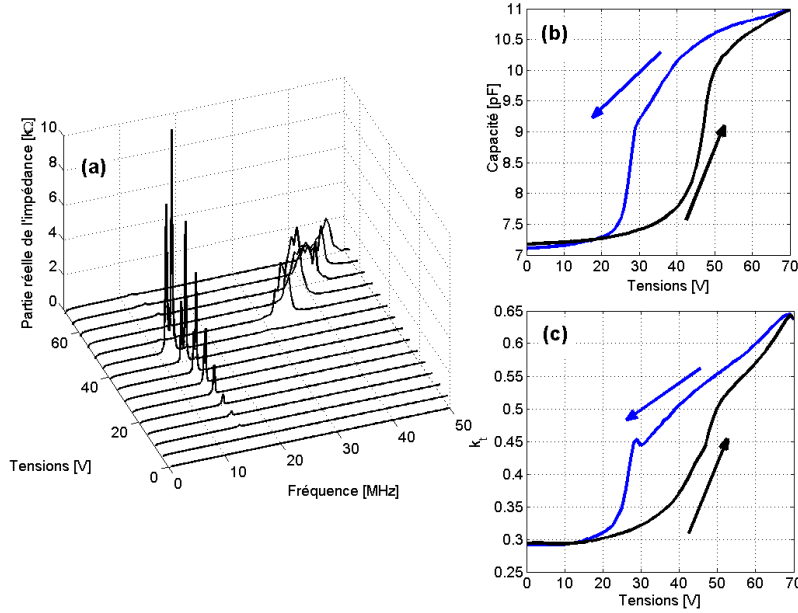 (a)
Partie réelle de l'impédance [kΩ]
10
8
6
4
2
0
60
40
20
0
Tensions [V]
0
10
20
30
40
50
Fréquence [MHz]
(b)
Capacité [pF]
11
10.5
10
9.5
9
8.5
8
7.5
7
0 10 20 30 40 50 60 70
Tensions [V]
(c)
kt
0.65
0.6
0.55
0.5
0.45
0.4
0.35
0.3
0.25
0 10 20 30 40 50 60 70
Tensions [V]